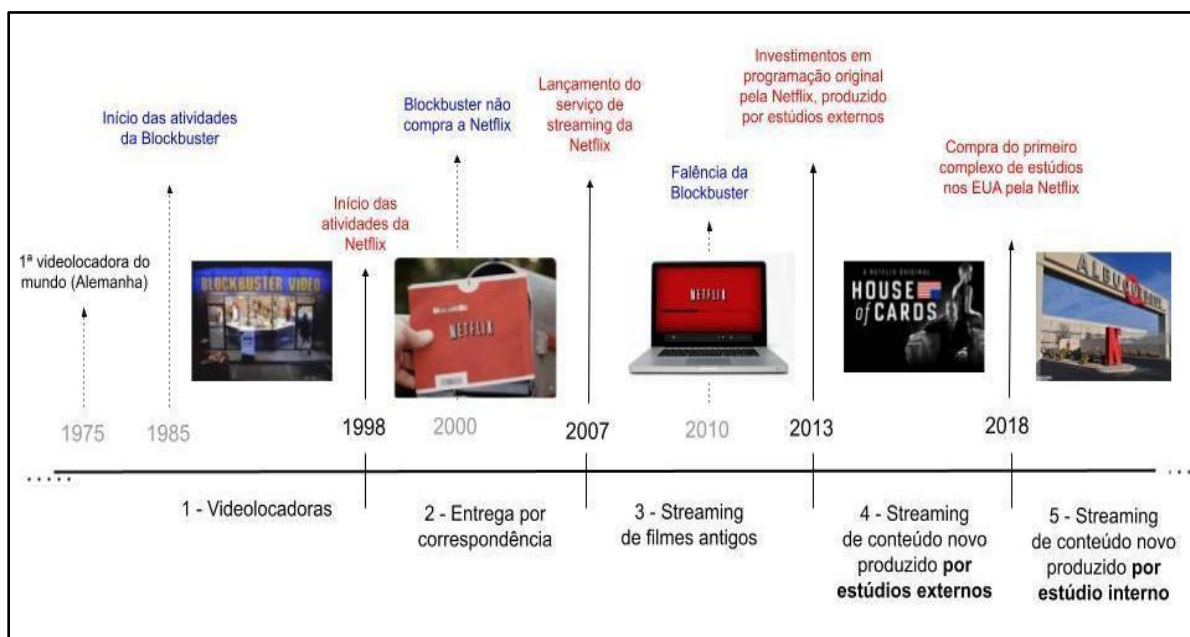 Início das atividades
da Blockbuster
Blockbuster não
compra a Netflix
Lançamento do
serviço de
streaming da
Netflix
Investimentos em
programação original
pela Netflix, produzido
por estúdios externos
Compra do primeiro
complexo de estúdios
nos EUA pela Netflix
Falência da
Blockbuster
Início das
atividades da
Netflix
1ª videolocadora do
mundo (Alemanha)
BLOCKBUSTER VIDEO
NETFLIX
NETFLIX
A NETFLIX ORIGINAL
HOUSE
of CARDS
N
1975
1985
1998
2000
2007
2010
2013
2018
1 - Videolocadoras
2 - Entrega por
correspondência
3 - Streaming
de filmes antigos
4 - Streaming
de conteúdo novo
produzido por
estúdios externos
5 - Streaming
de conteúdo novo
produzido por
estúdio interno